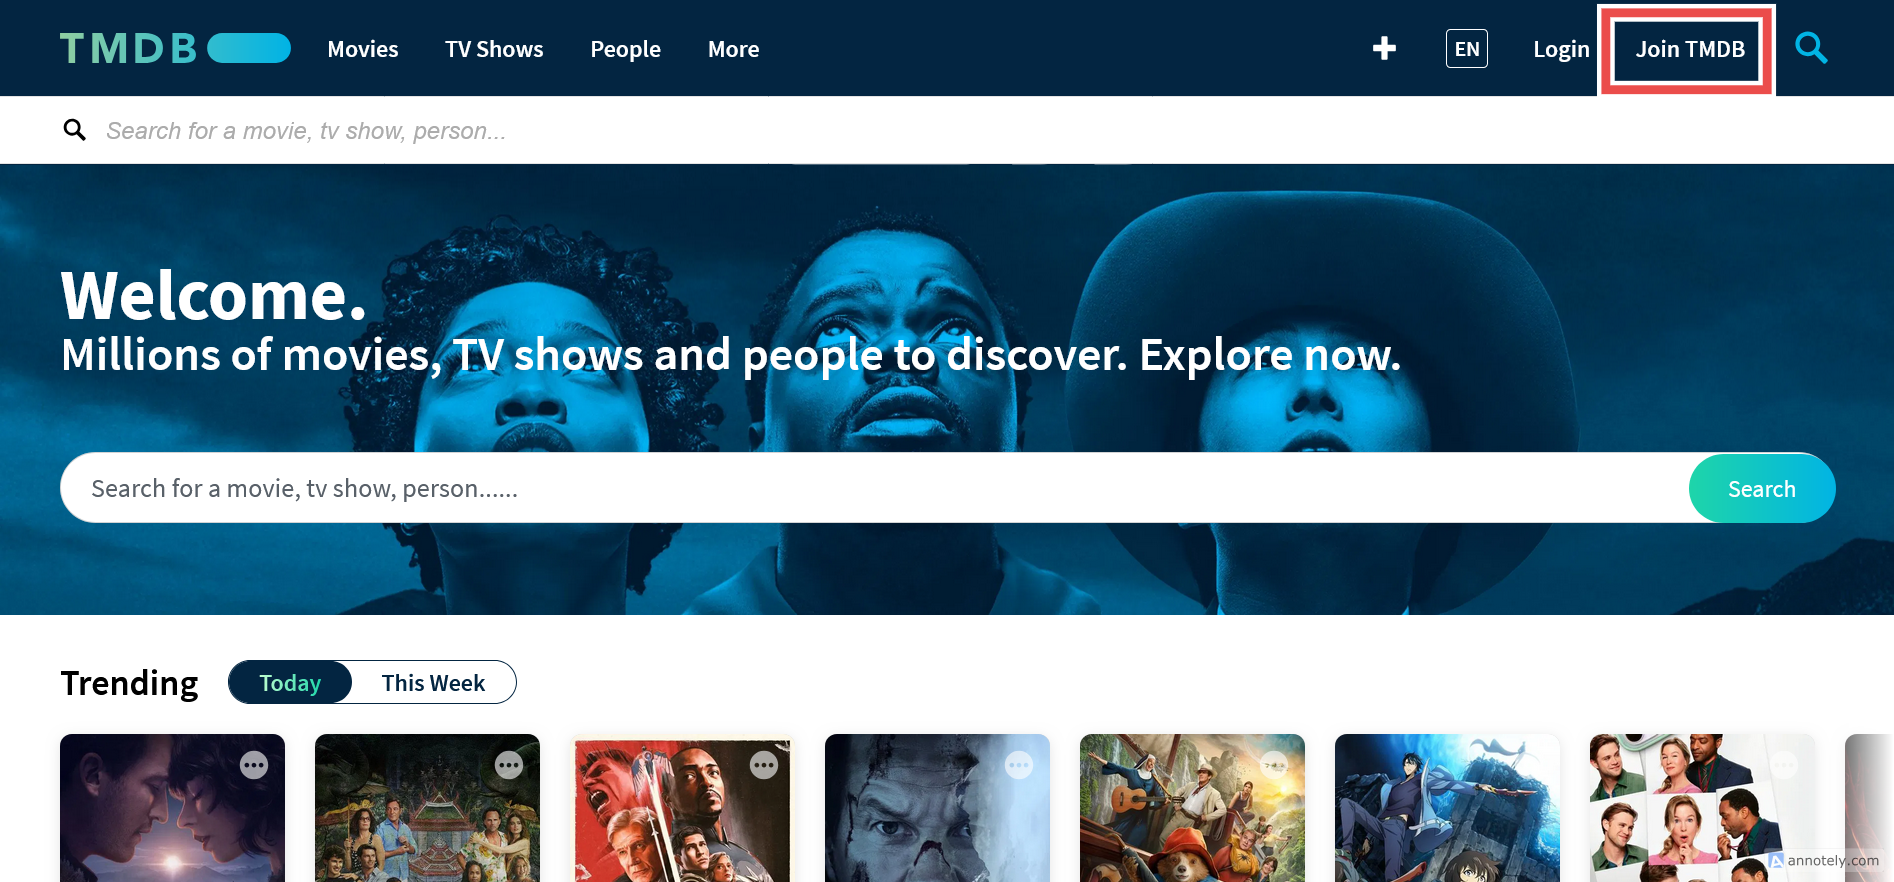 TMDB Movies TV Shows People More EN Login Join TMDB
Search for a movie, tv show, person...
Welcome.
Millions of movies, TV shows and people to discover. Explore now.
Search for a movie, tv show, person...... Search
Trending Today This Week
annotely.com